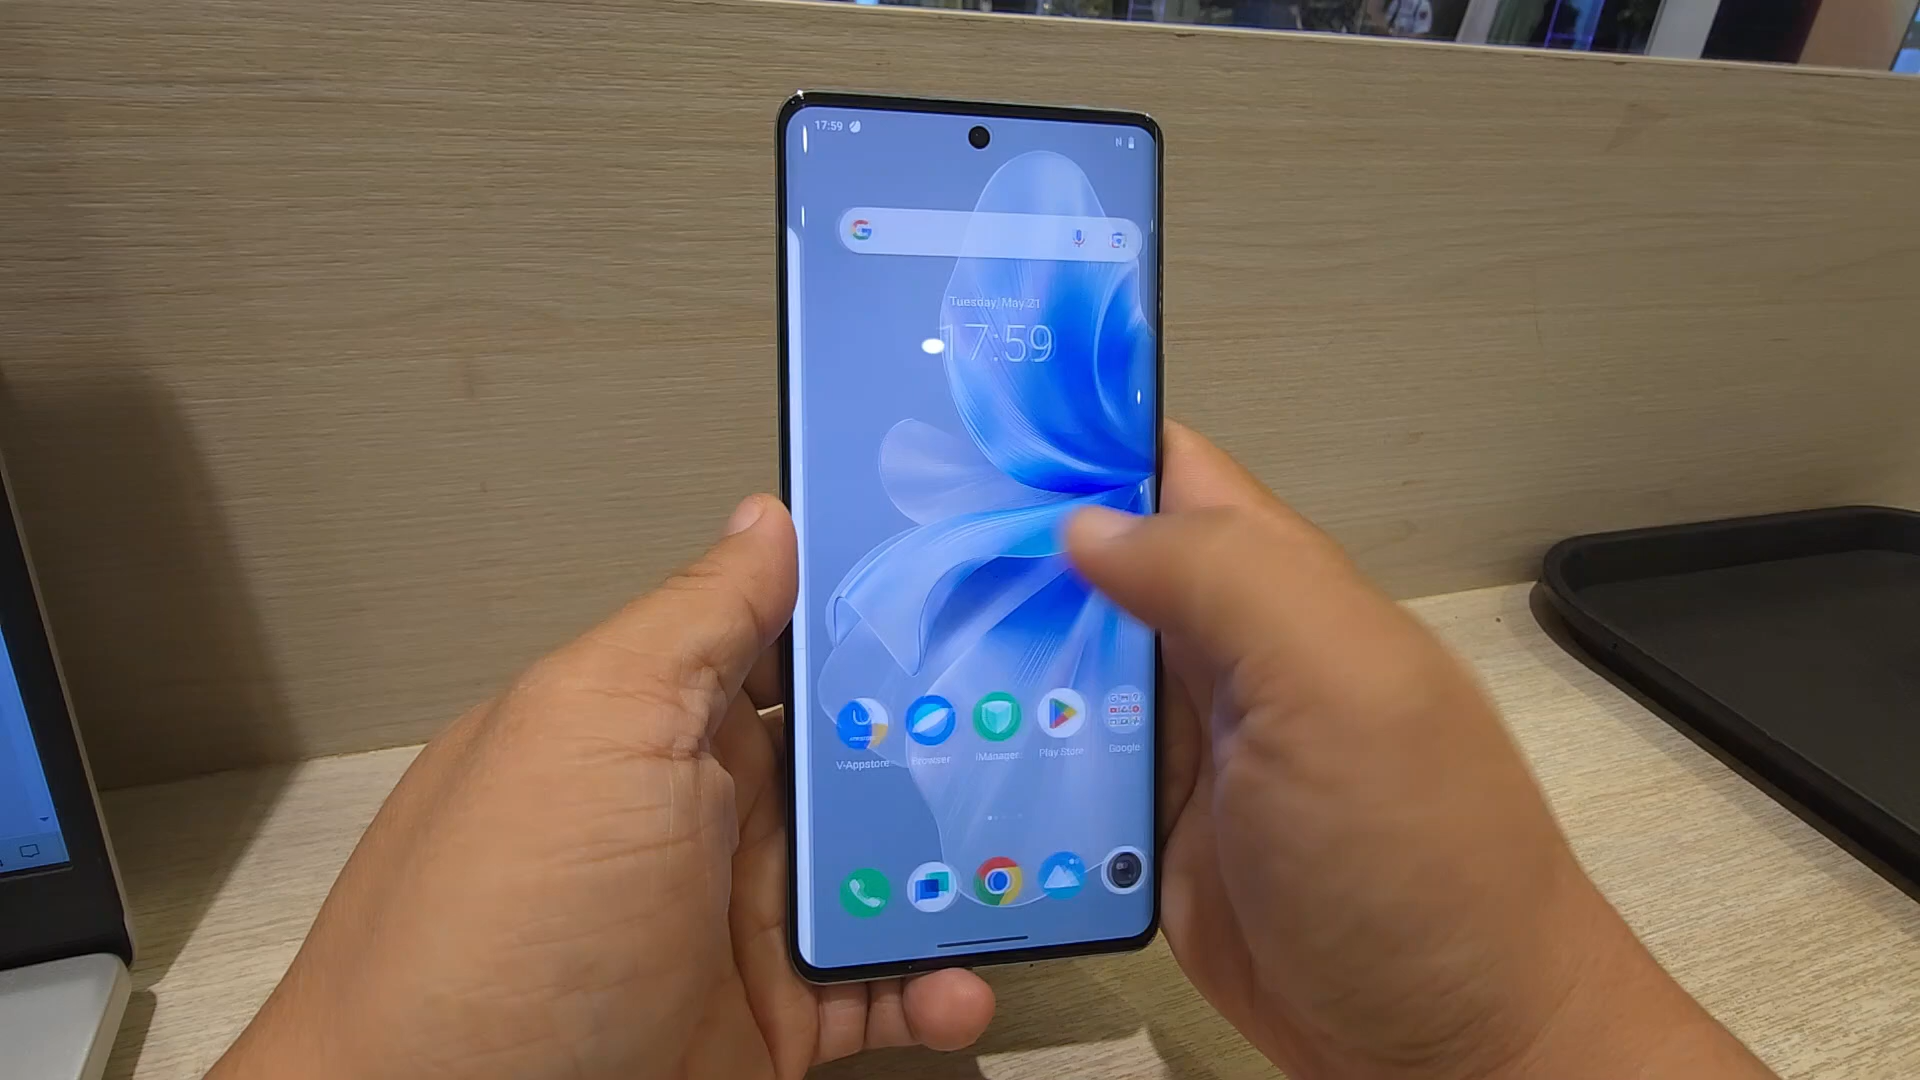 17:59
N
Tuesday, May 21
17:59
V-Appstore
Browser
iManager
Play Store
Google